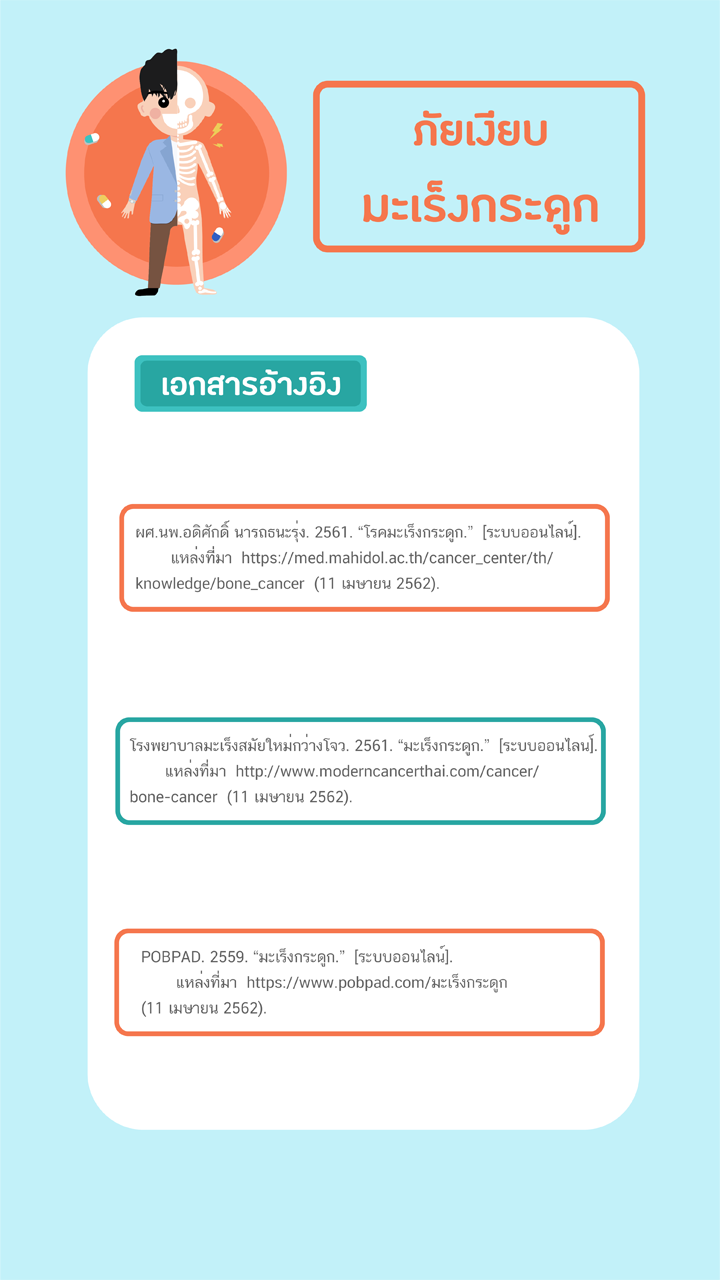 ภัยเงียบ
มะเร็งกระดูก
เอกสารอ้างอิง
ผศ.นพ.อดิศักดิ์ นารถธนะรุ่ง. 2561. “โรคมะเร็งกระดูก.” [ระบบออนไลน์].
แหล่งที่มา https://med.mahidol.ac.th/cancer_center/th/
knowledge/bone_cancer (11 เมษายน 2562).
โรงพยาบาลมะเร็งสมัยใหม่กว่างโจว. 2561. “มะเร็งกระดูก.” [ระบบออนไลน์].
แหล่งที่มา http://www.moderncancerthai.com/cancer/
bone-cancer (11 เมษายน 2562).
POBPAD. 2559. “มะเร็งกระดูก.” [ระบบออนไลน์].
แหล่งที่มา https://www.pobpad.com/มะเร็งกระดูก
(11 เมษายน 2562).